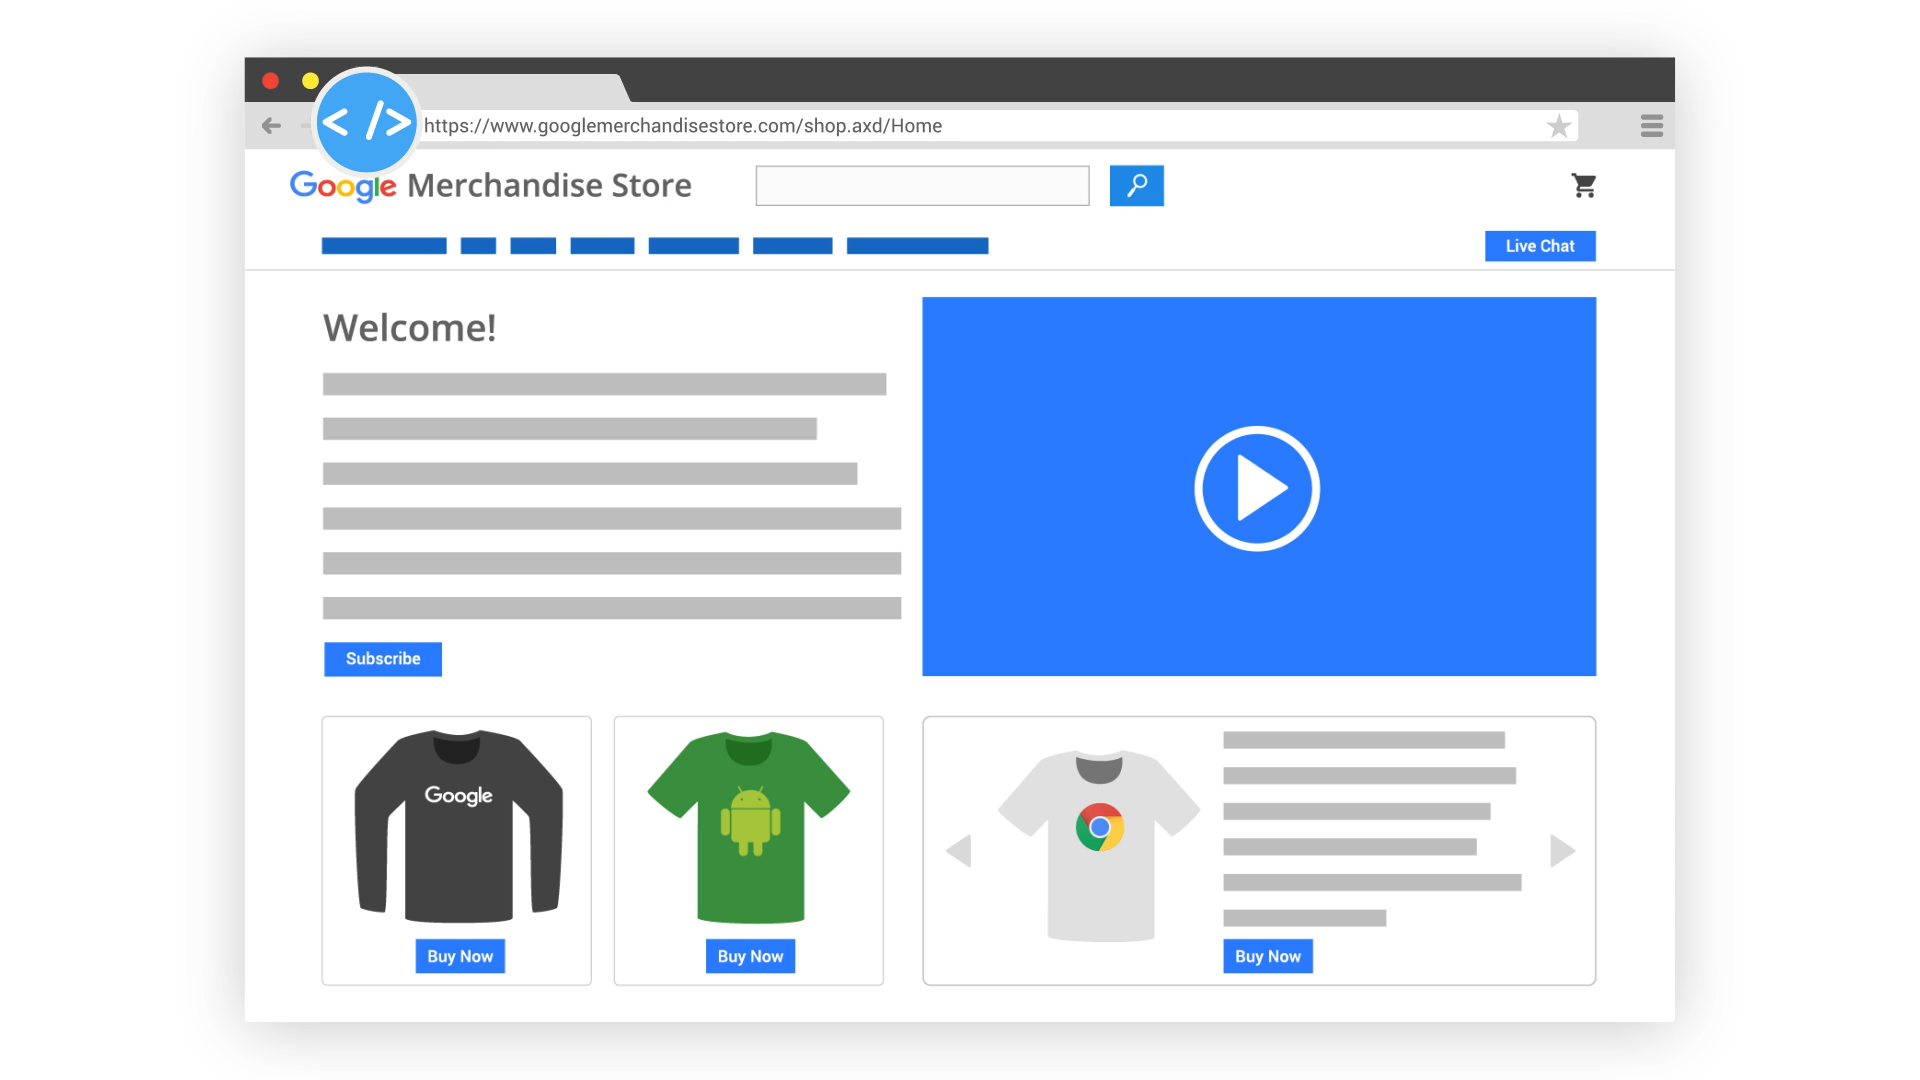 </>
https://www.googlemerchandisestore.com/shop.axd/Home
Google Merchandise Store
Live Chat
Welcome!
Subscribe
Google
Buy Now
Buy Now
Buy Now